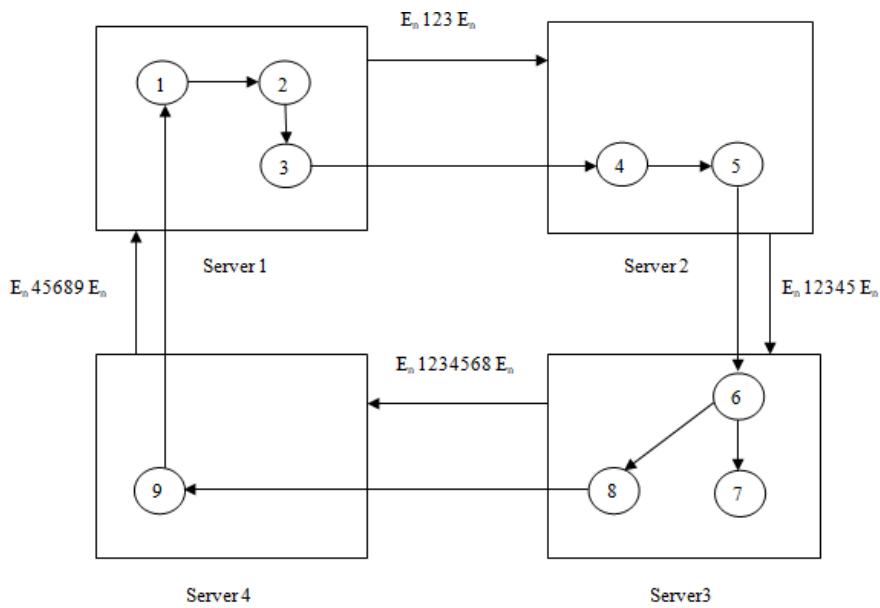 Eₙ 123 Eₙ
1
2
3
4
5
Server 1
Server 2
Eₙ 45689 Eₙ
Eₙ 12345 Eₙ
Eₙ 1234568 Eₙ
6
9
8
7
Server 4
Server3